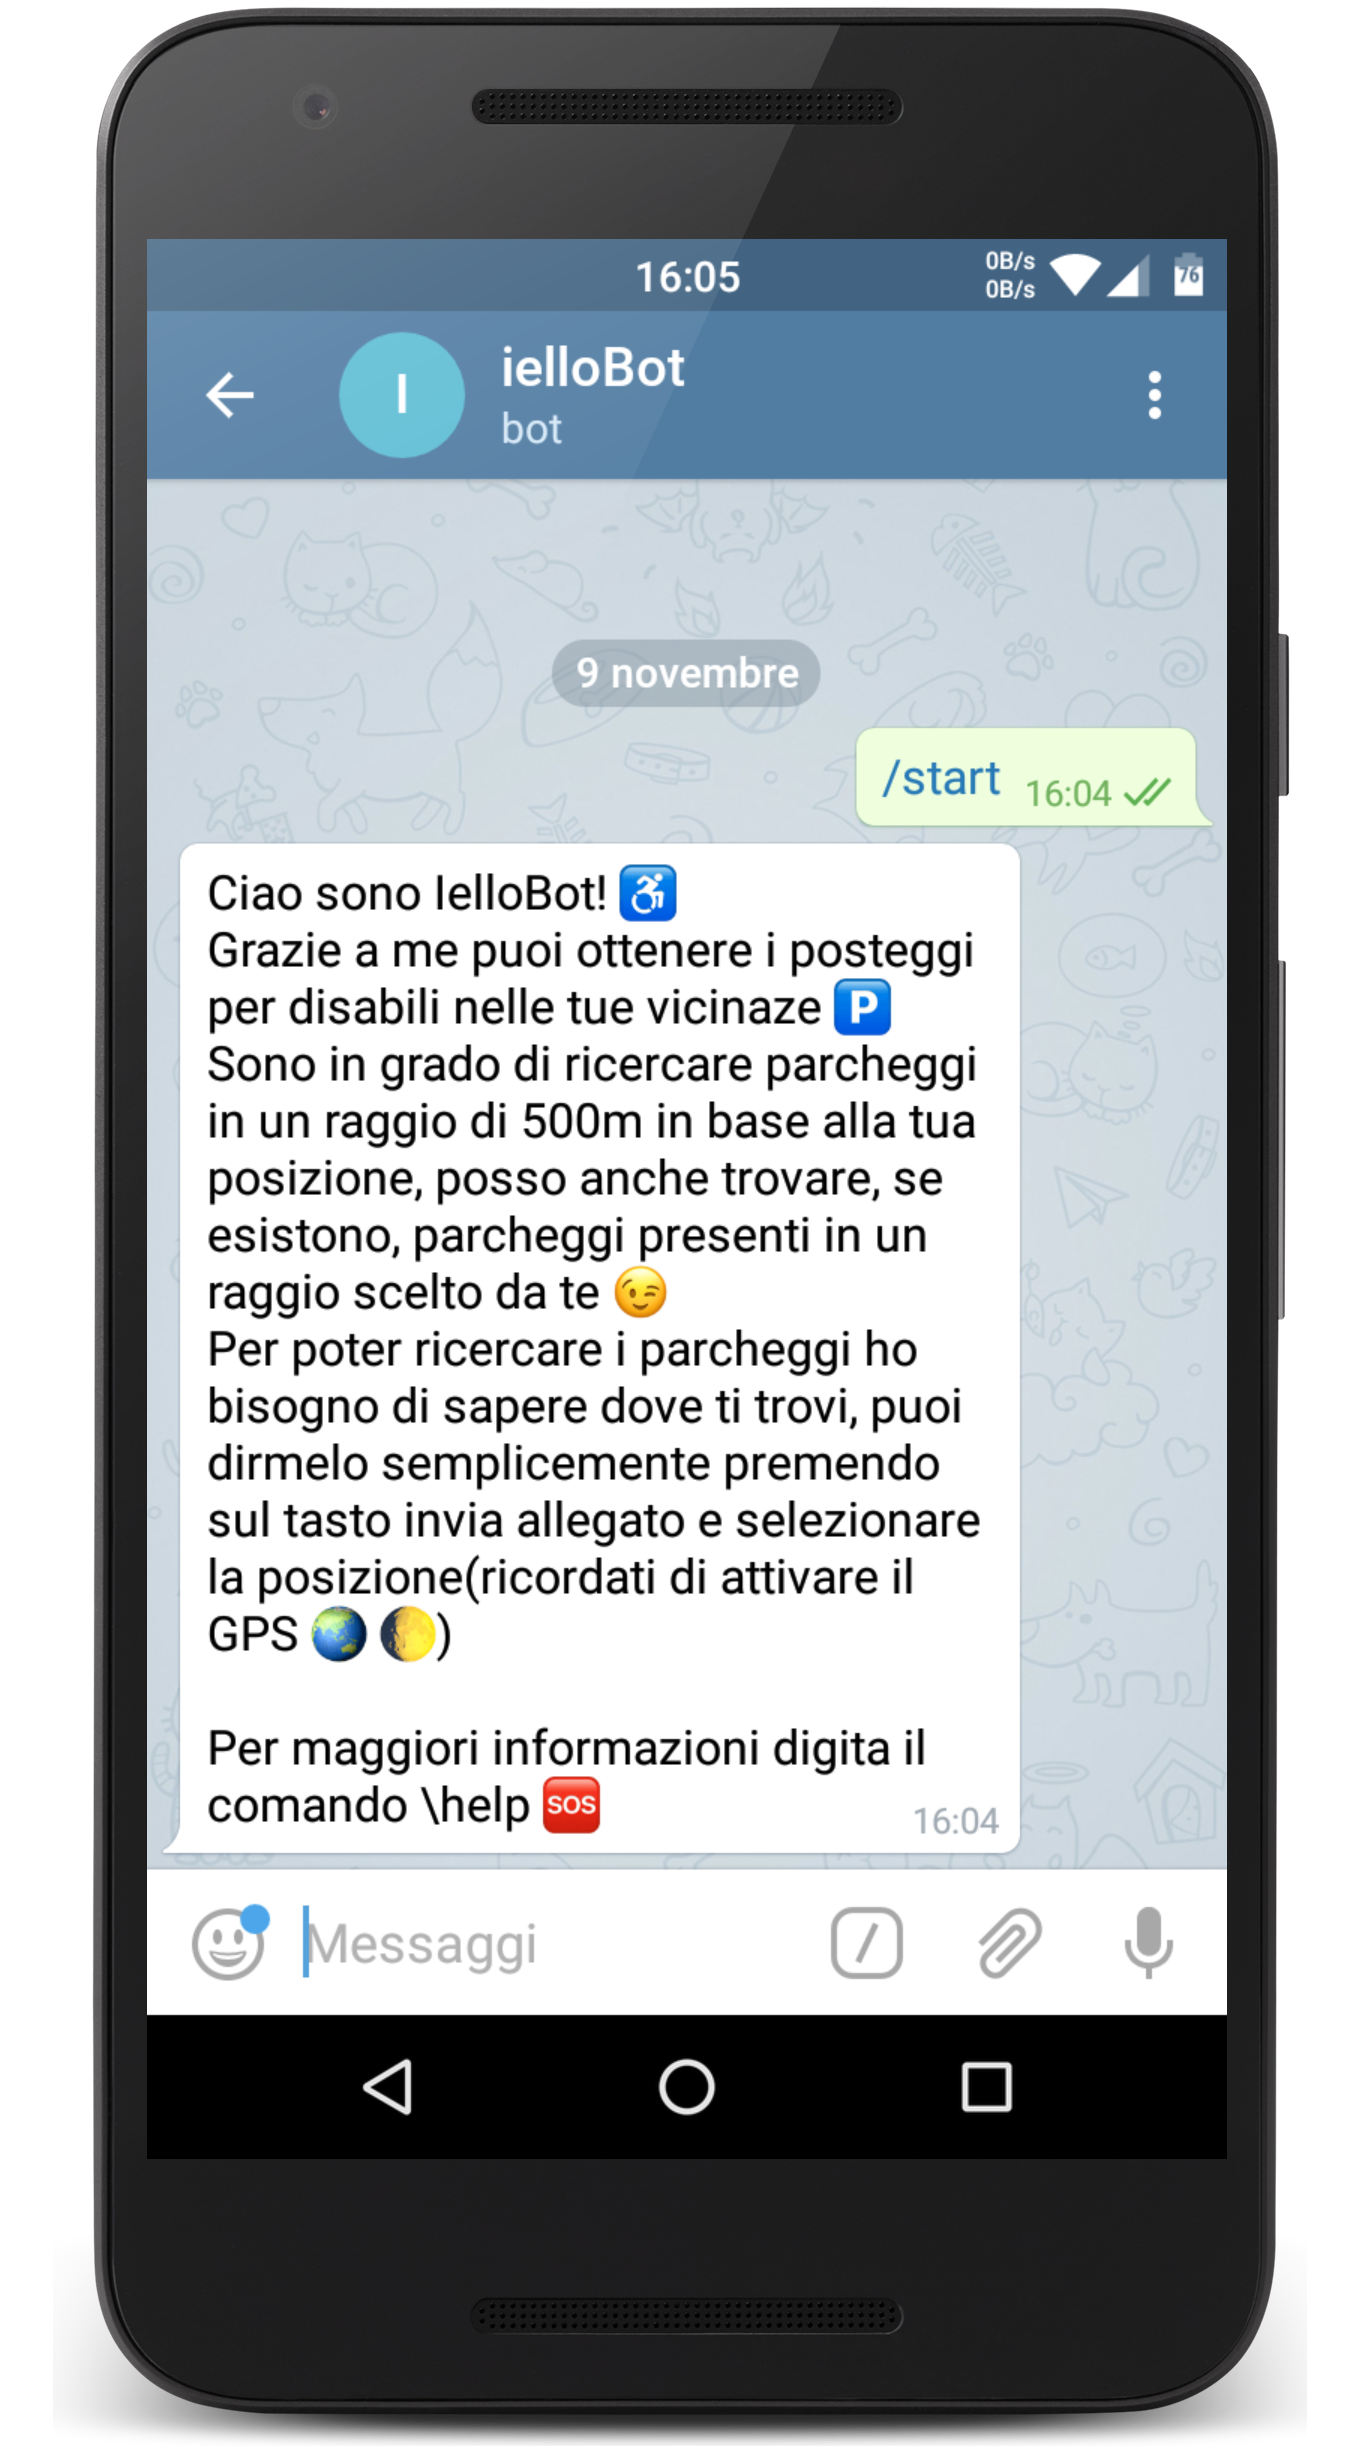 16:05
0B/s
0B/s
76
I
ielloBot
bot
9 novembre
/start 16:04
Ciao sono IelloBot! ♿
Grazie a me puoi ottenere i posteggi
per disabili nelle tue vicinaze 🅿️
Sono in grado di ricercare parcheggi
in un raggio di 500m in base alla tua
posizione, posso anche trovare, se
esistono, parcheggi presenti in un
raggio scelto da te 😉
Per poter ricercare i parcheggi ho
bisogno di sapere dove ti trovi, puoi
dirmelo semplicemente premendo
sul tasto invia allegato e selezionare
la posizione(ricordati di attivare il
GPS 🌏 🌔)
Per maggiori informazioni digita il
comando \help 🆘
16:04
Messaggi